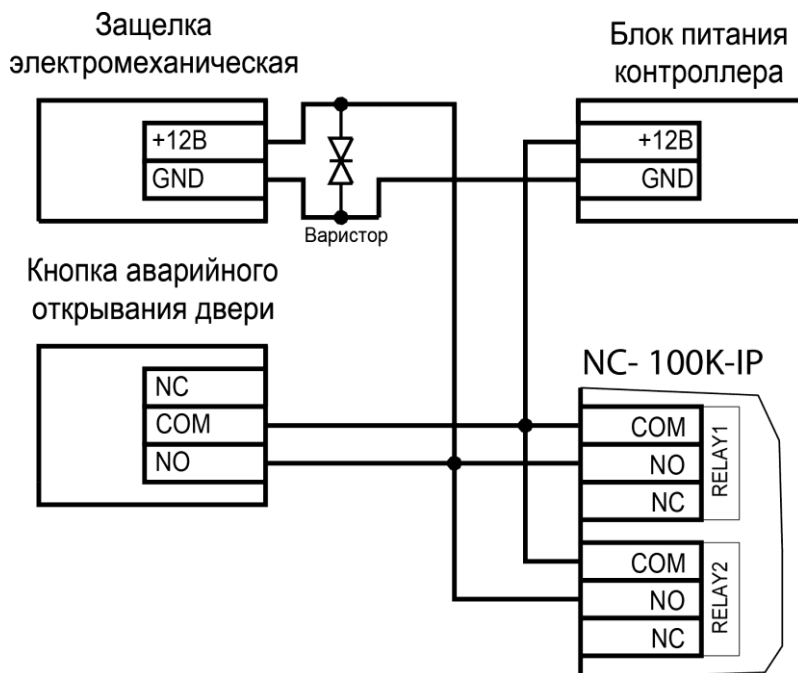 Защелка
электромеханическая
+12В
GND
Варистор
Блок питания
контроллера
+12В
GND
Кнопка аварийного
открывания двери
NC
COM
NO
NC- 100K-IP
COM
NO
NC
RELAY1
COM
NO
NC
RELAY2